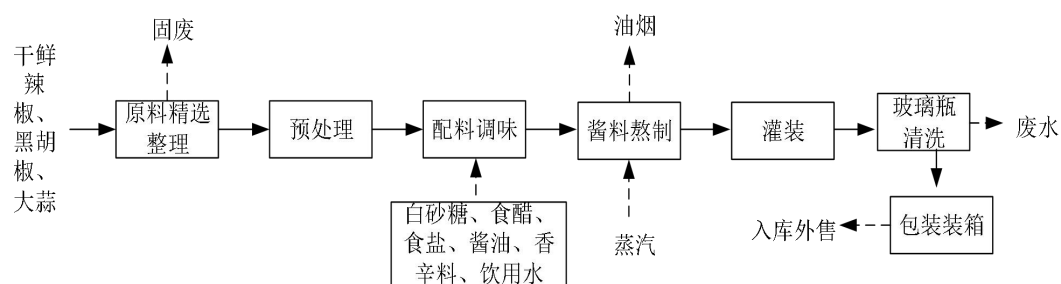 固废
油烟
干鲜
辣
椒、
黑胡
椒、
大蒜
原料精选
整理
预处理
配料调味
酱料熬制
灌装
玻璃瓶
清洗
废水
白砂糖、食醋、
食盐、酱油、香
辛料、饮用水
蒸汽
入库外售
包装装箱